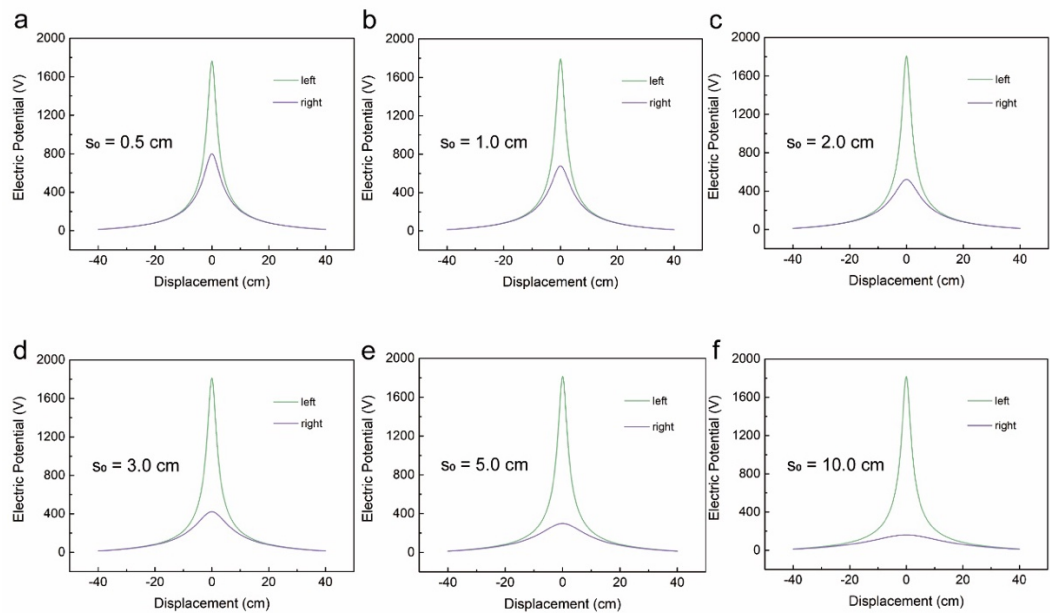 a
2000
1600
1200
800
400
0
Electric Potential (V)
left
right
s₀ = 0.5 cm
-40 -20 0 20 40
Displacement (cm)
b
2000
1600
1200
800
400
0
Electric Potential (V)
left
right
s₀ = 1.0 cm
-40 -20 0 20 40
Displacement (cm)
c
2000
1600
1200
800
400
0
Electric Potential (V)
left
right
s₀ = 2.0 cm
-40 -20 0 20 40
Displacement (cm)
d
2000
1600
1200
800
400
0
Electric Potential (V)
left
right
s₀ = 3.0 cm
-40 -20 0 20 40
Displacement (cm)
e
2000
1600
1200
800
400
0
Electric Potential (V)
left
right
s₀ = 5.0 cm
-40 -20 0 20 40
Displacement (cm)
f
2000
1600
1200
800
400
0
Electric Potential (V)
left
right
s₀ = 10.0 cm
-40 -20 0 20 40
Displacement (cm)